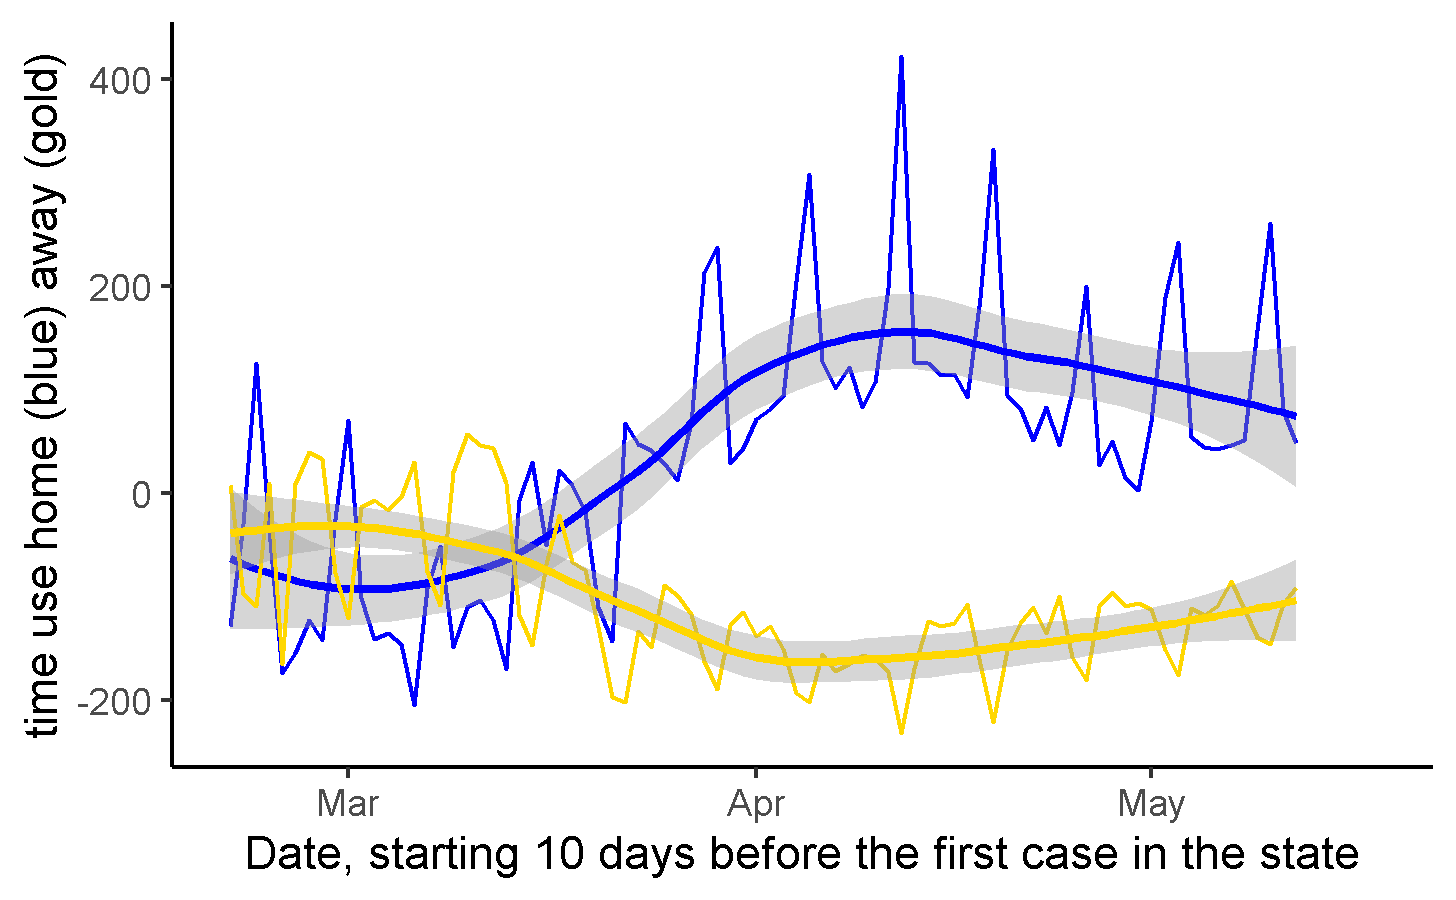 time use home (blue) away (gold)
400
200
0
-200
Mar
Apr
May
Date, starting 10 days before the first case in the state